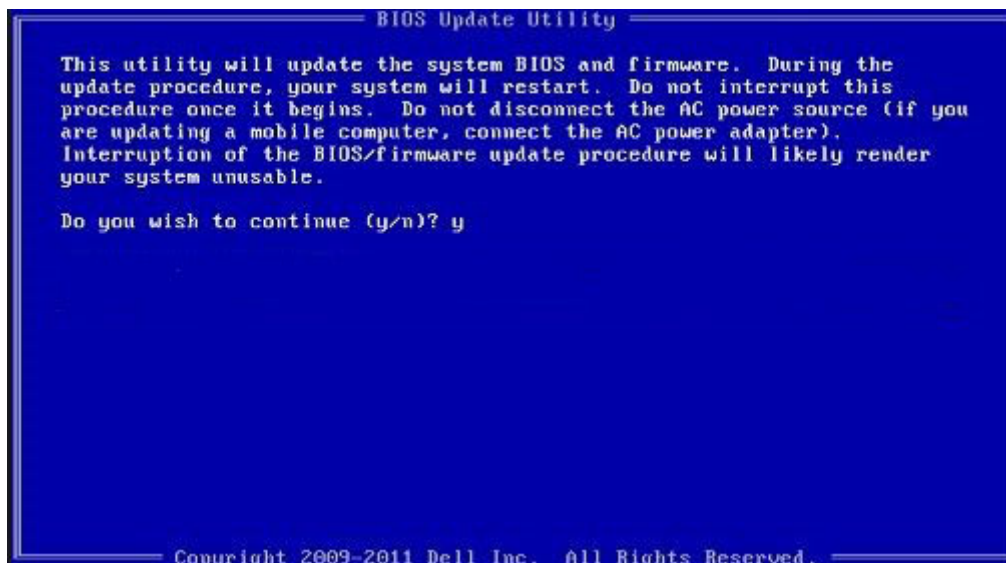 BIOS Update Utility
This utility will update the system BIOS and firmware.  During the
update procedure, your system will restart.  Do not interrupt this
procedure once it begins.  Do not disconnect the AC power source (if you
are updating a mobile computer, connect the AC power adapter).
Interruption of the BIOS/firmware update procedure will likely render
your system unusable.
Do you wish to continue (y/n)? y
Copyright 2009-2011 Dell Inc.  All Rights Reserved.